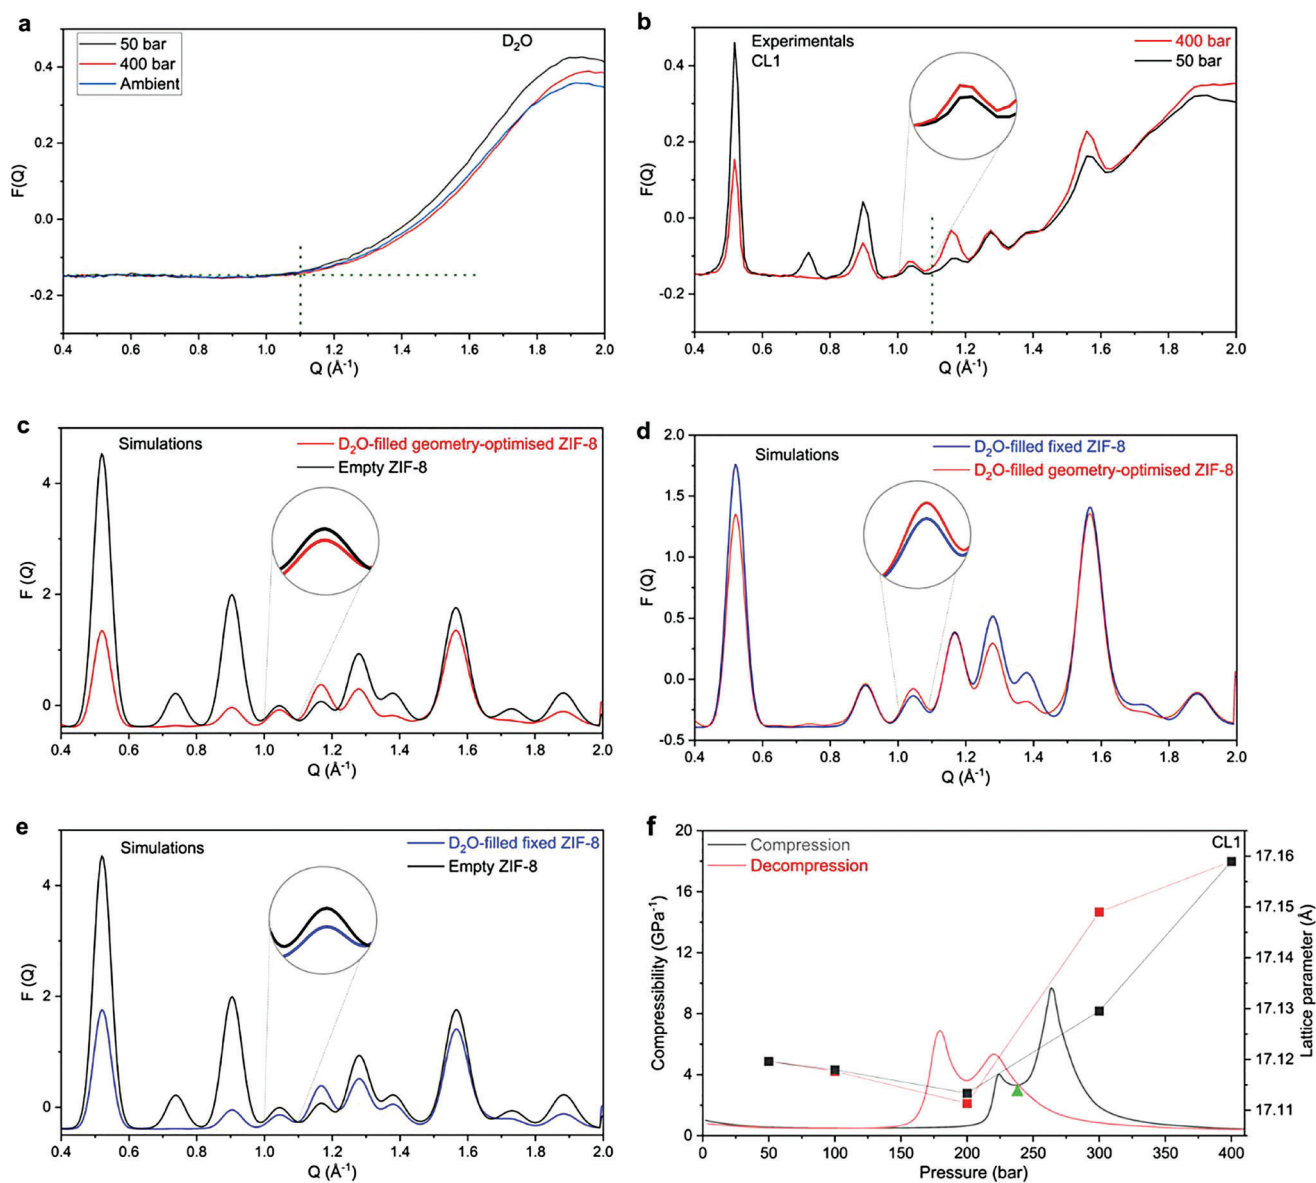 a
D₂O
50 bar
400 bar
Ambient
0.4
0.2
0.0
-0.2
F(Q)
0.4 0.6 0.8 1.0 1.2 1.4 1.6 1.8 2.0
Q (Å⁻¹)
b
Experimentals
CL1
400 bar
50 bar
0.4
0.2
0.0
-0.2
F(Q)
0.4 0.6 0.8 1.0 1.2 1.4 1.6 1.8 2.0
Q (Å⁻¹)
c
Simulations
D₂O-filled geometry-optimised ZIF-8
Empty ZIF-8
4
2
0
F (Q)
0.4 0.6 0.8 1.0 1.2 1.4 1.6 1.8 2.0
Q (Å⁻¹)
d
Simulations
D₂O-filled fixed ZIF-8
D₂O-filled geometry-optimised ZIF-8
2.0
1.5
1.0
0.5
0.0
-0.5
F (Q)
0.4 0.6 0.8 1.0 1.2 1.4 1.6 1.8 2.0
Q (Å⁻¹)
e
Simulations
D₂O-filled fixed ZIF-8
Empty ZIF-8
4
2
0
F (Q)
0.4 0.6 0.8 1.0 1.2 1.4 1.6 1.8 2.0
Q (Å⁻¹)
f
CL1
Compression
Decompression
20
16
12
8
4
0
Compressibility (GPa⁻¹)
17.16
17.15
17.14
17.13
17.12
17.11
Lattice parameter (Å)
0 50 100 150 200 250 300 350 400
Pressure (bar)